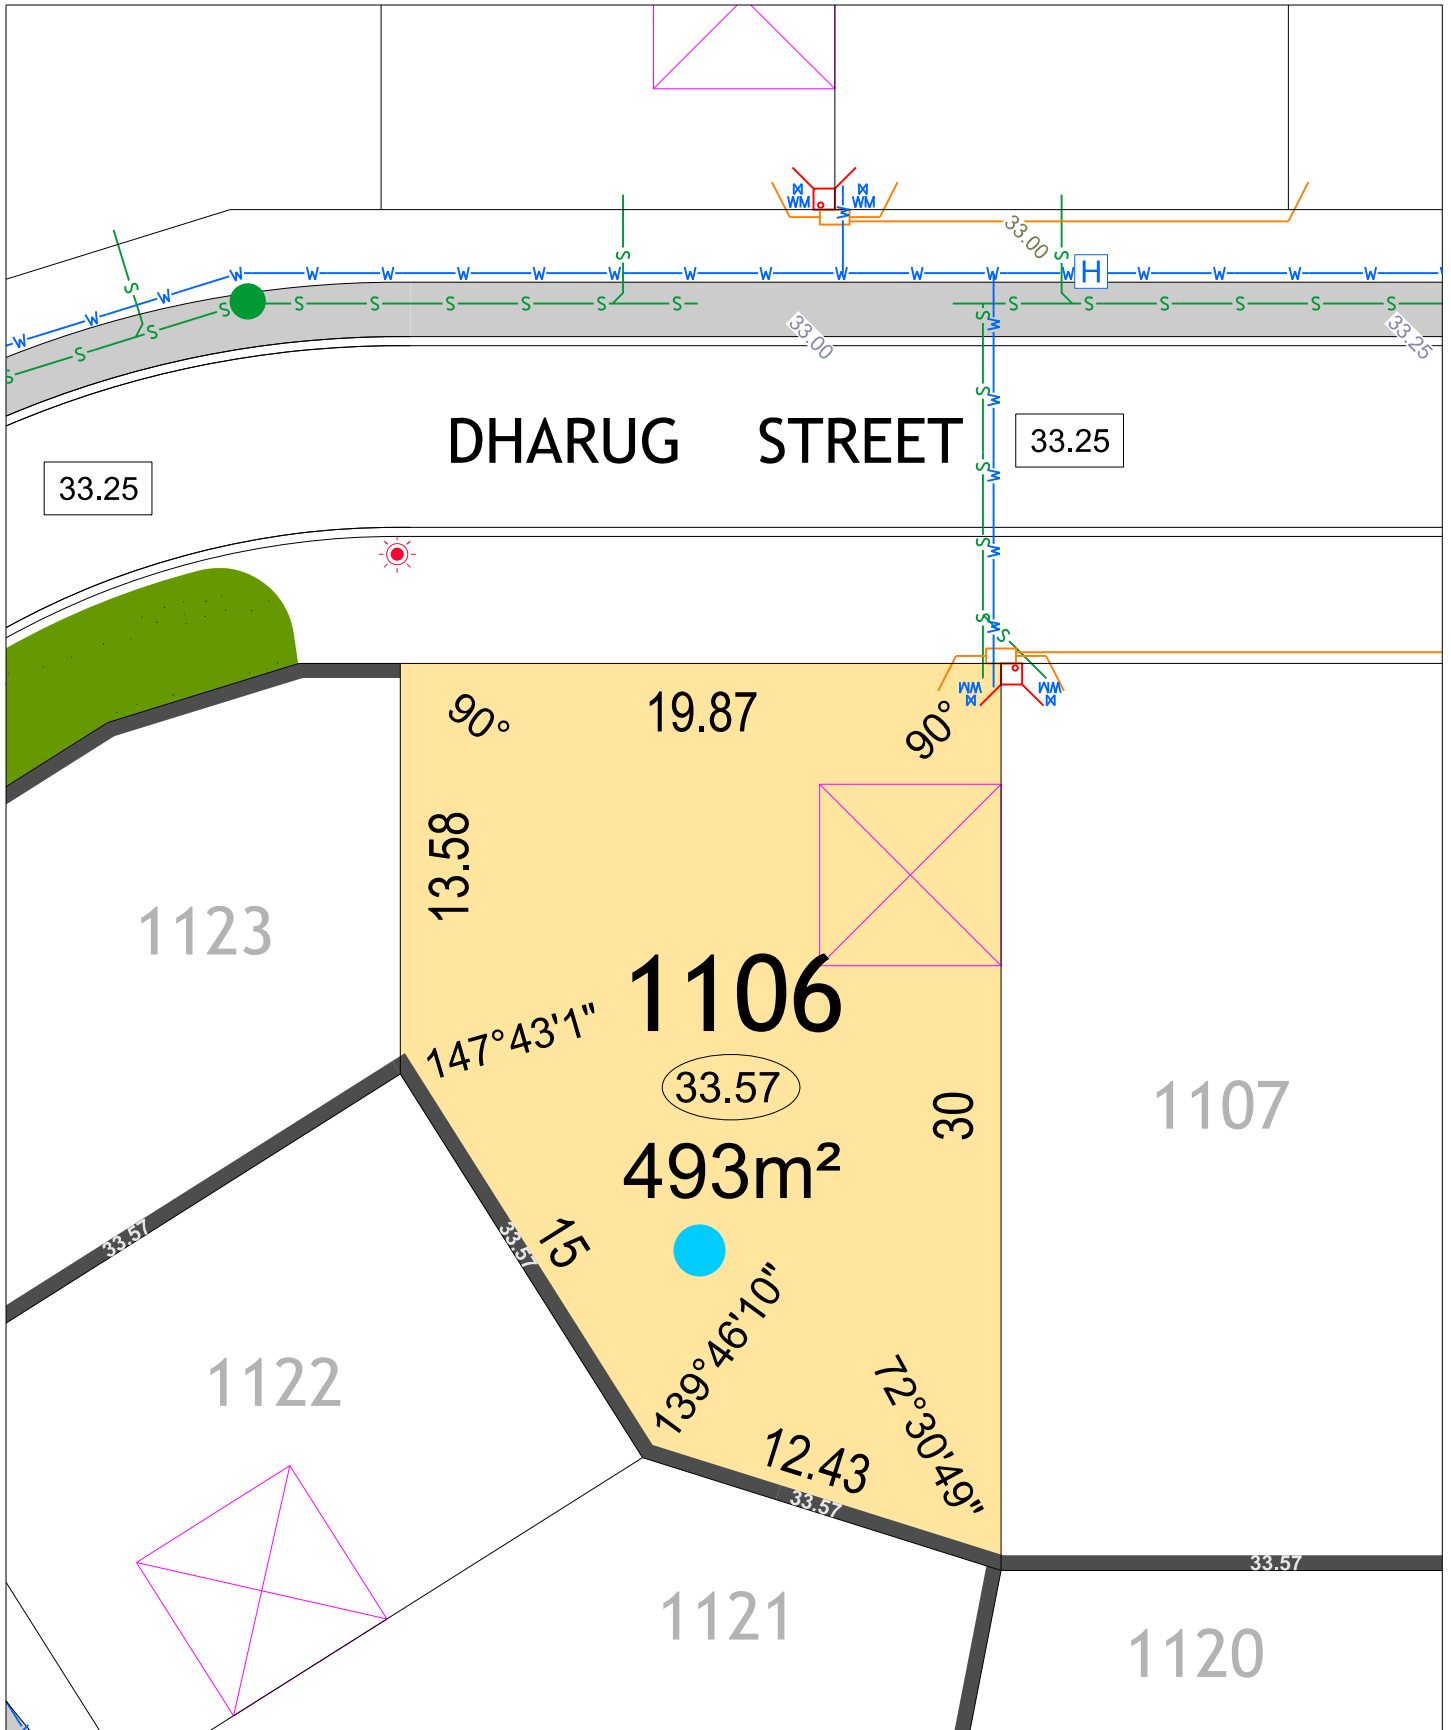 WM WM
W
33.00
S
S
S
W W W W W W W W W W W W H W W W W
W
W
W
S S S S S S S S S S S S S
S
S
S
33.00
33.25
S
W
S
W
DHARUG STREET
33.25
S
W
33.25
S
W
S
W
S
WM WM
90°
19.87
90°
13.58
1123
1106
147°43'1"
33.57
1107
30
493m²
33.57
33.57
15
139°46'10"
1122
72°30'49"
12.43
33.57
33.57
1121
1120